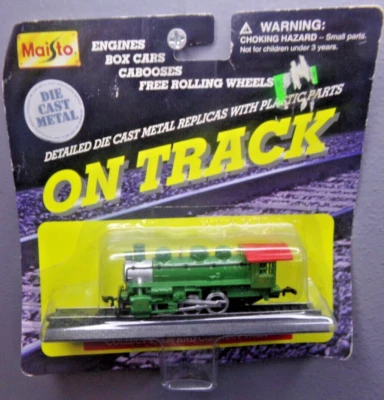 Maisto
ENGINES
BOX CARS
CABOOSES
FREE ROLLING WHEELS
WARNING:
CHOKING HAZARD -- Small parts.
Not for children under 3 years.
DIE
CAST
METAL
DETAILED DIE CAST METAL REPLICAS WITH PLASTIC PARTS
ON TRACK